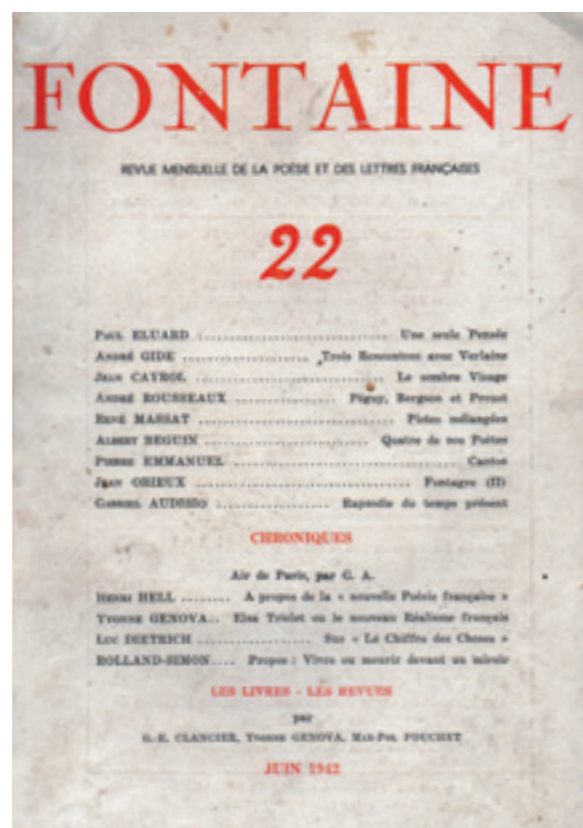 FONTAINE
REVUE MENSUELLE DE LA POÉSIE ET DES LETTRES FRANÇAISES
22
PAUL ELUARD .................... Une seule Pensée
ANDRÉ GIDE .................... Trois Rencontres avec Verlaine
JEAN CAYROL .................... Le sombre Visage
ANDRÉ ROUSSEAUX .................... Péguy, Bergson et Proust
RENÉ MASSAT .................... Pistes mélangées
ALBERT BEGUIN .................... Quatre de nos Poètes
PIERRE EMMANUEL .................... Cantos
JEAN ORIEUX .................... Fontagre (II)
GABRIEL AUDISIO .................... Rapsodie du temps présent
CHRONIQUES
Air de Paris, par G. A.
HENRI HELL ......... A propos de la « nouvelle Poésie française »
YVONNE GENOVA.. Elsa Triolet ou le nouveau Réalisme français
LUC DIETRICH .................... Sur « Le Chiffre des Choses »
ROLLAND-SIMON.... Propos : Vivre ou mourir devant un miroir
LES LIVRES - LES REVUES
par
G.-E. CLANCIER, YVONNE GENOVA, MAX-POL FOUCHET
JUIN 1942